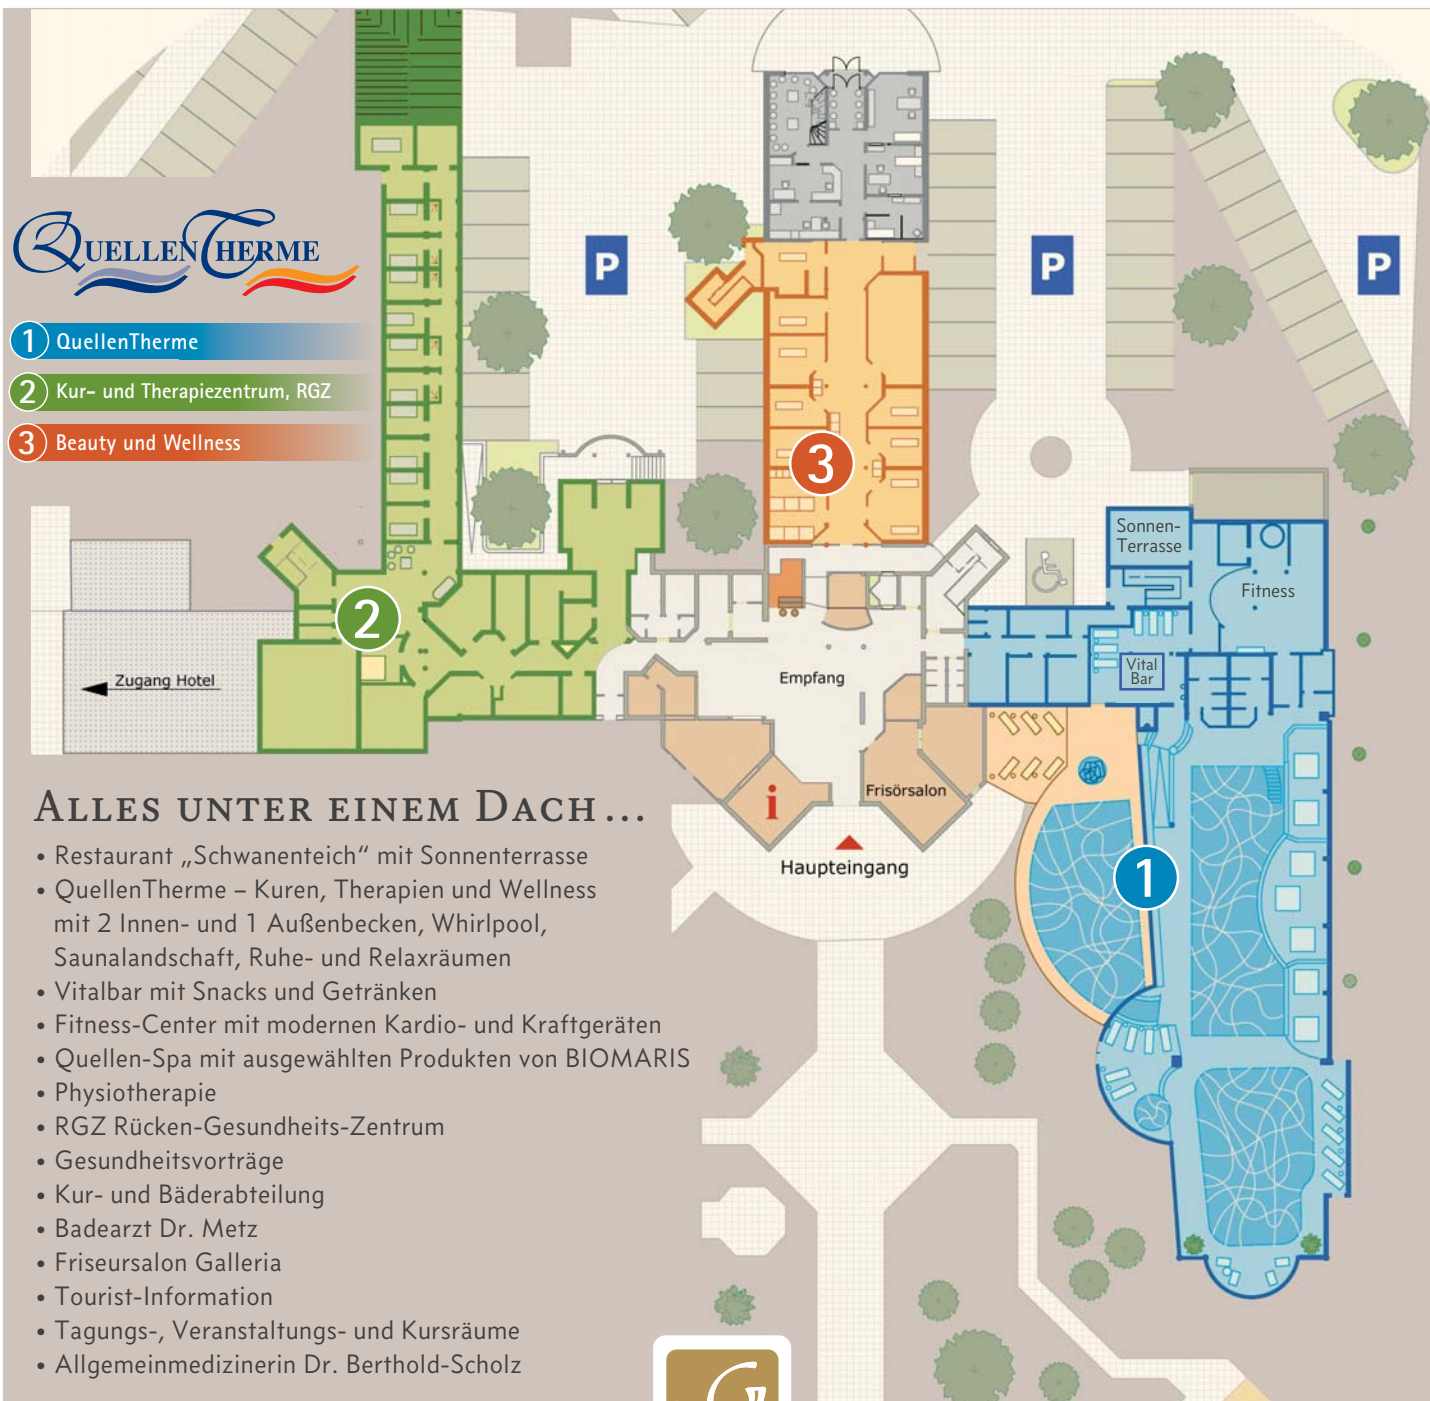 QUELLENTHERME
1 QuellenTherme
2 Kur- und Therapiezentrum, RGZ
3 Beauty und Wellness
P
P
P
3
Sonnen-
Terrasse
Fitness
2
Vital
Bar
Zugang Hotel
Empfang
i
Frisörsalon
Haupteingang
1
ALLES UNTER EINEM DACH...
• Restaurant „Schwanenteich“ mit Sonnenterrasse
• QuellenTherme – Kuren, Therapien und Wellness
mit 2 Innen- und 1 Außenbecken, Whirlpool,
Saunalandschaft, Ruhe- und Relaxräumen
• Vitalbar mit Snacks und Getränken
• Fitness-Center mit modernen Kardio- und Kraftgeräten
• Quellen-Spa mit ausgewählten Produkten von BIOMARIS
• Physiotherapie
• RGZ Rücken-Gesundheits-Zentrum
• Gesundheitsvorträge
• Kur- und Bäderabteilung
• Badearzt Dr. Metz
• Friseursalon Galleria
• Tourist-Information
• Tagungs-, Veranstaltungs- und Kursräume
• Allgemeinmedizinerin Dr. Berthold-Scholz